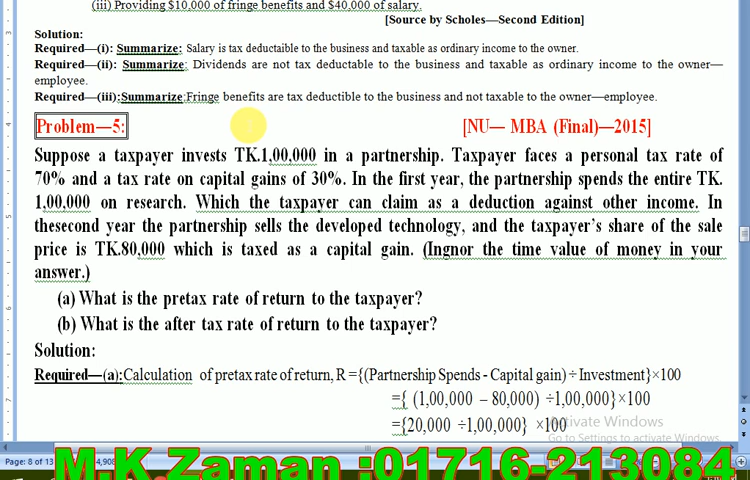 (iii) Providing $10,000 of fringe benefits and $40,000 of salary.
[Source by Scholes—Second Edition]
Solution:
Required—(i): Summarize: Salary is tax deductaible to the business and taxable as ordinary income to the owner.
Required—(ii): Summarize: Dividends are not tax deductable to the business and taxable as ordinary income to the owner—
employee.
Required—(iii):Summarize:Fringe benefits are tax deductible to the business and not taxable to the owner—employee.
Problem—5: [NU— MBA (Final)—2015]
Suppose a taxpayer invests TK.1,00,000 in a partnership. Taxpayer faces a personal tax rate of
70% and a tax rate on capital gains of 30%. In the first year, the partnership spends the entire TK.
1,00,000 on research. Which the taxpayer can claim as a deduction against other income. In
thesecond year the partnership sells the developed technology, and the taxpayer's share of the sale
price is TK.80,000 which is taxed as a capital gain. (Ingnor the time value of money in your
answer.)
(a) What is the pretax rate of return to the taxpayer?
(b) What is the after tax rate of return to the taxpayer?
Solution:
Required—(a):Calculation of pretax rate of return, R ={(Partnership Spends - Capital gain) ÷ Investment}×100
={ (1,00,000 – 80,000) ÷1,00,000}×100
={20,000 ÷1,00,000} ×100
Activate Windows
Go to Settings to activate Windows.
Page: 8 of 13
M.K Zaman :01716-213084